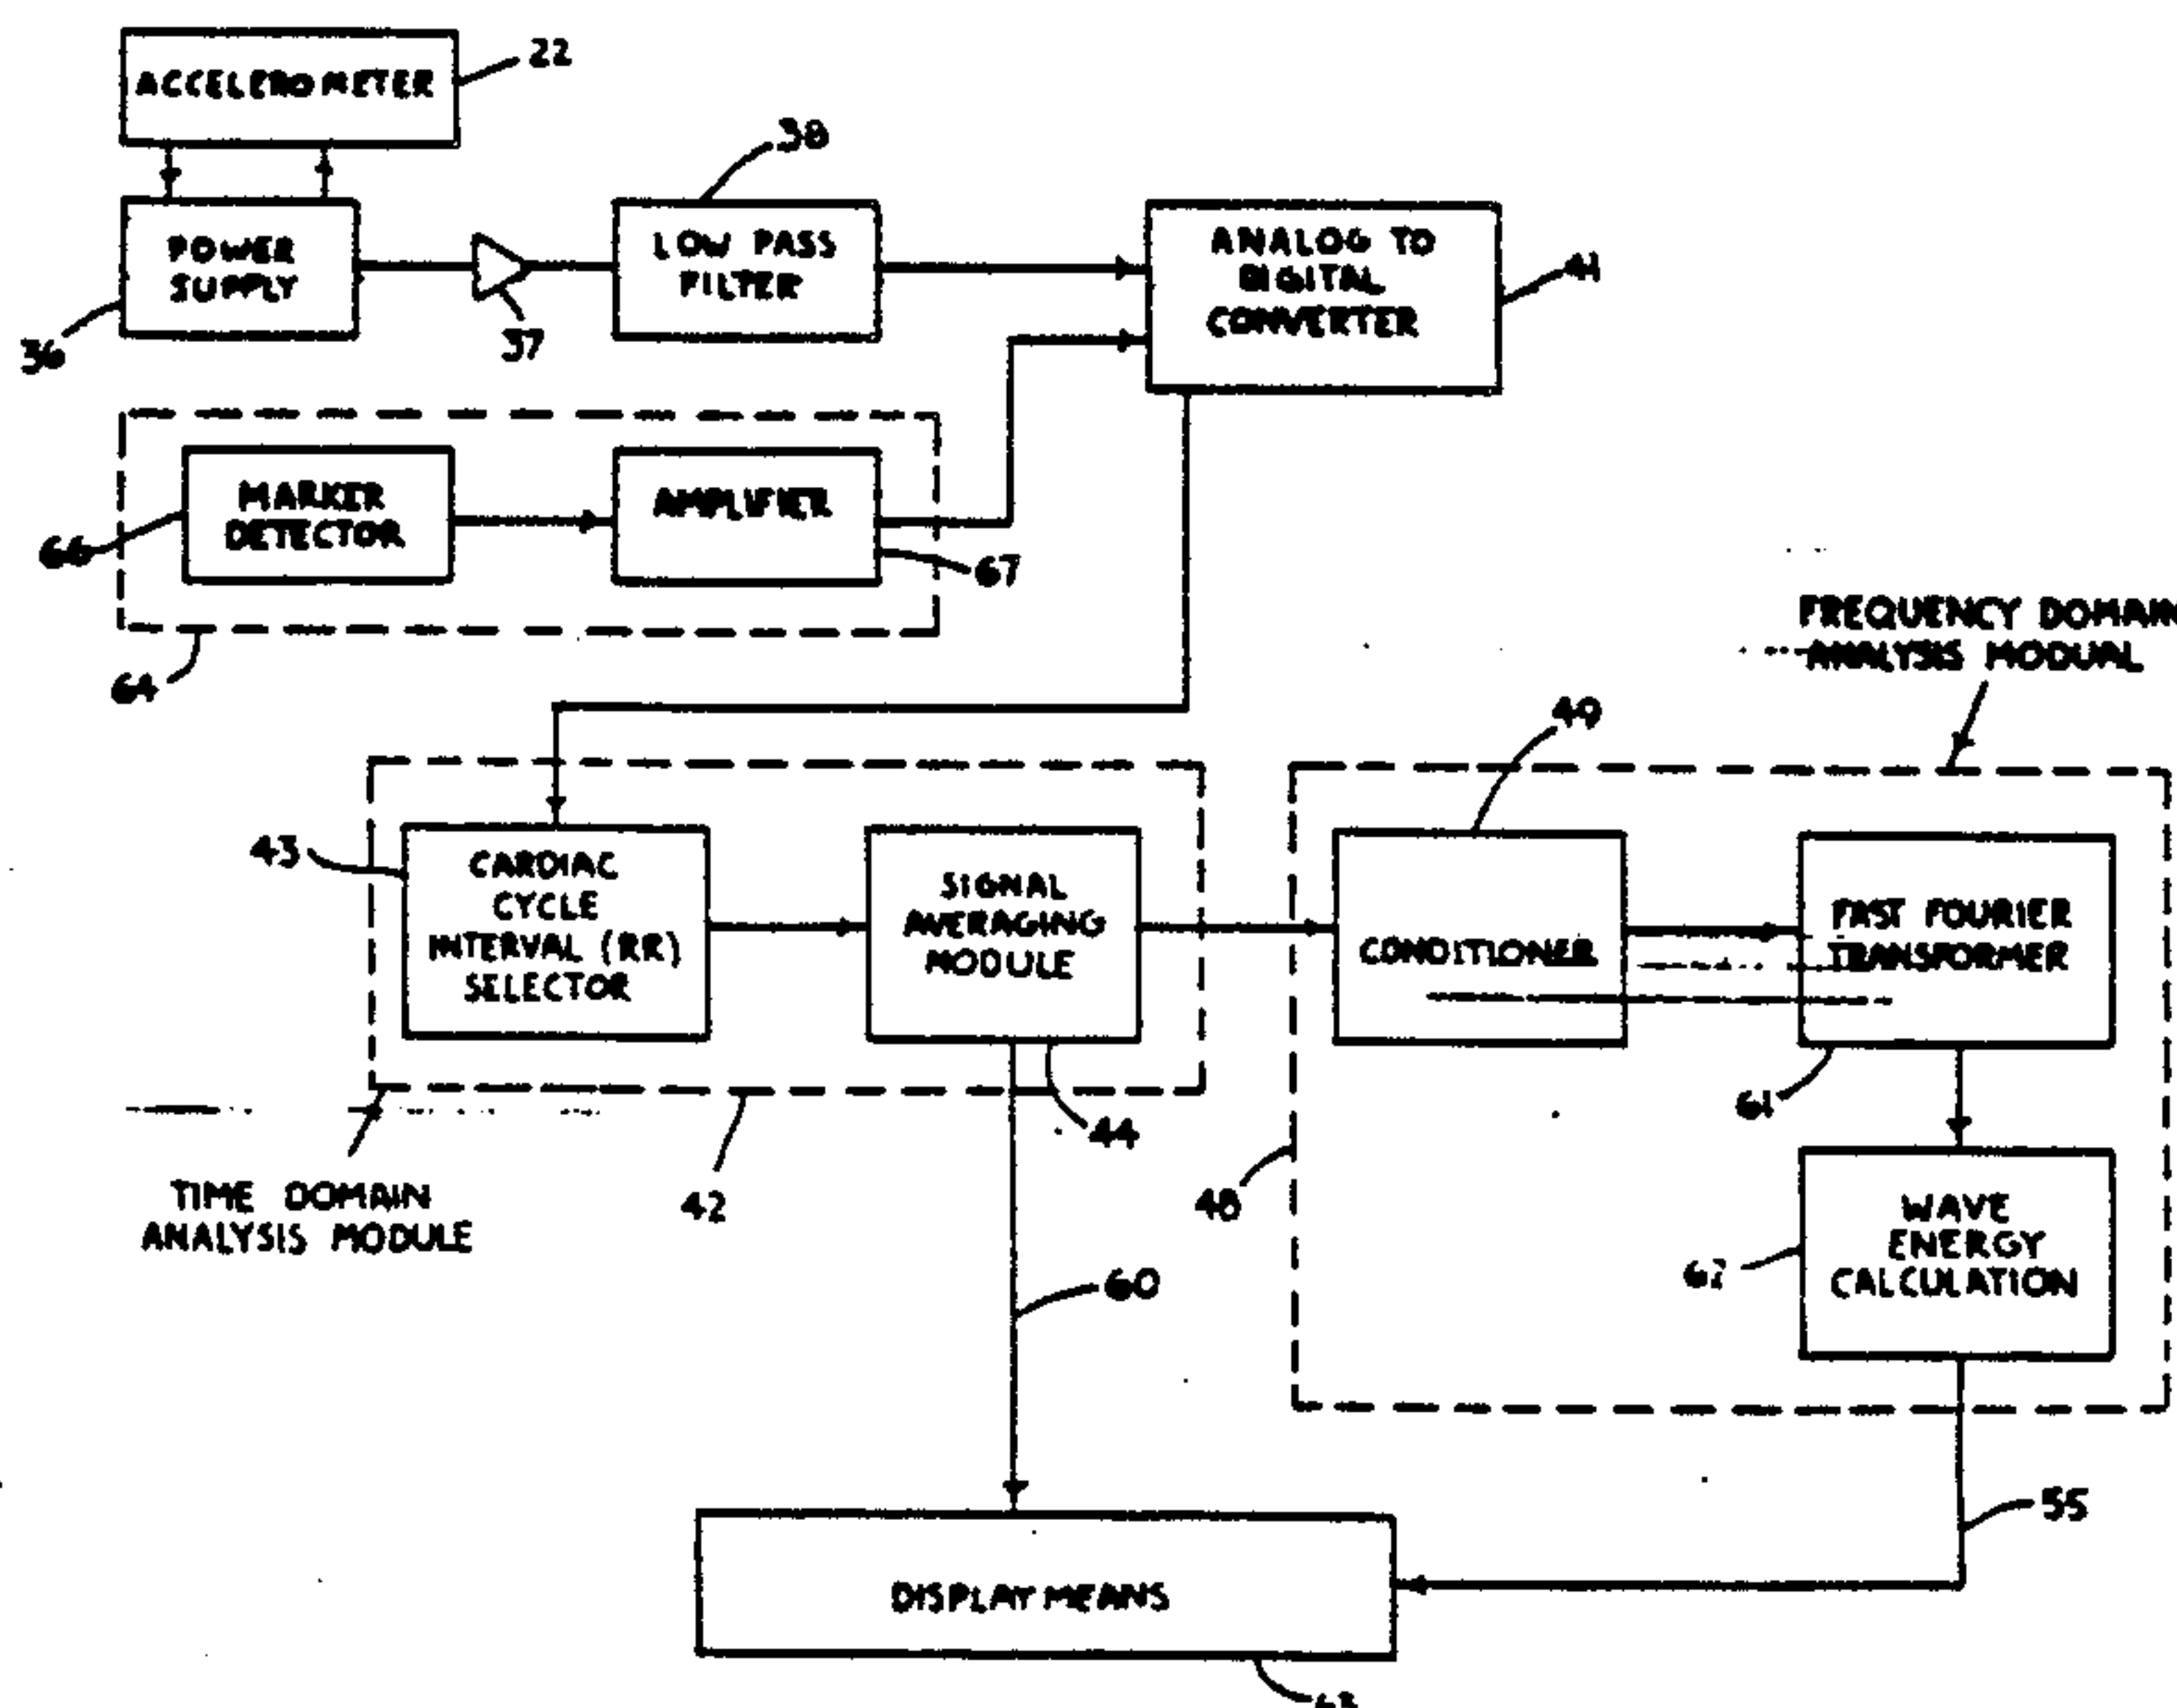 ACCELEROMETER
22
POWER
SUPPLY
36
37
38
LOW PASS
FILTER
ANALOG TO
DIGITAL
CONVERTER
41
MARKER
DETECTOR
66
AMPLIFIER
67
64
FREQUENCY DOMAIN
ANALYSIS MODUAL
49
43
CARDIAC
CYCLE
INTERVAL (RR)
SELECTOR
SIGNAL
AVERAGING
MODULE
CONDITIONER
FAST FOURIER
TRANSFORMER
61
44
42
48
TIME DOMAIN
ANALYSIS MODULE
WAVE
ENERGY
CALCULATION
62
60
55
DISPLAY MEANS